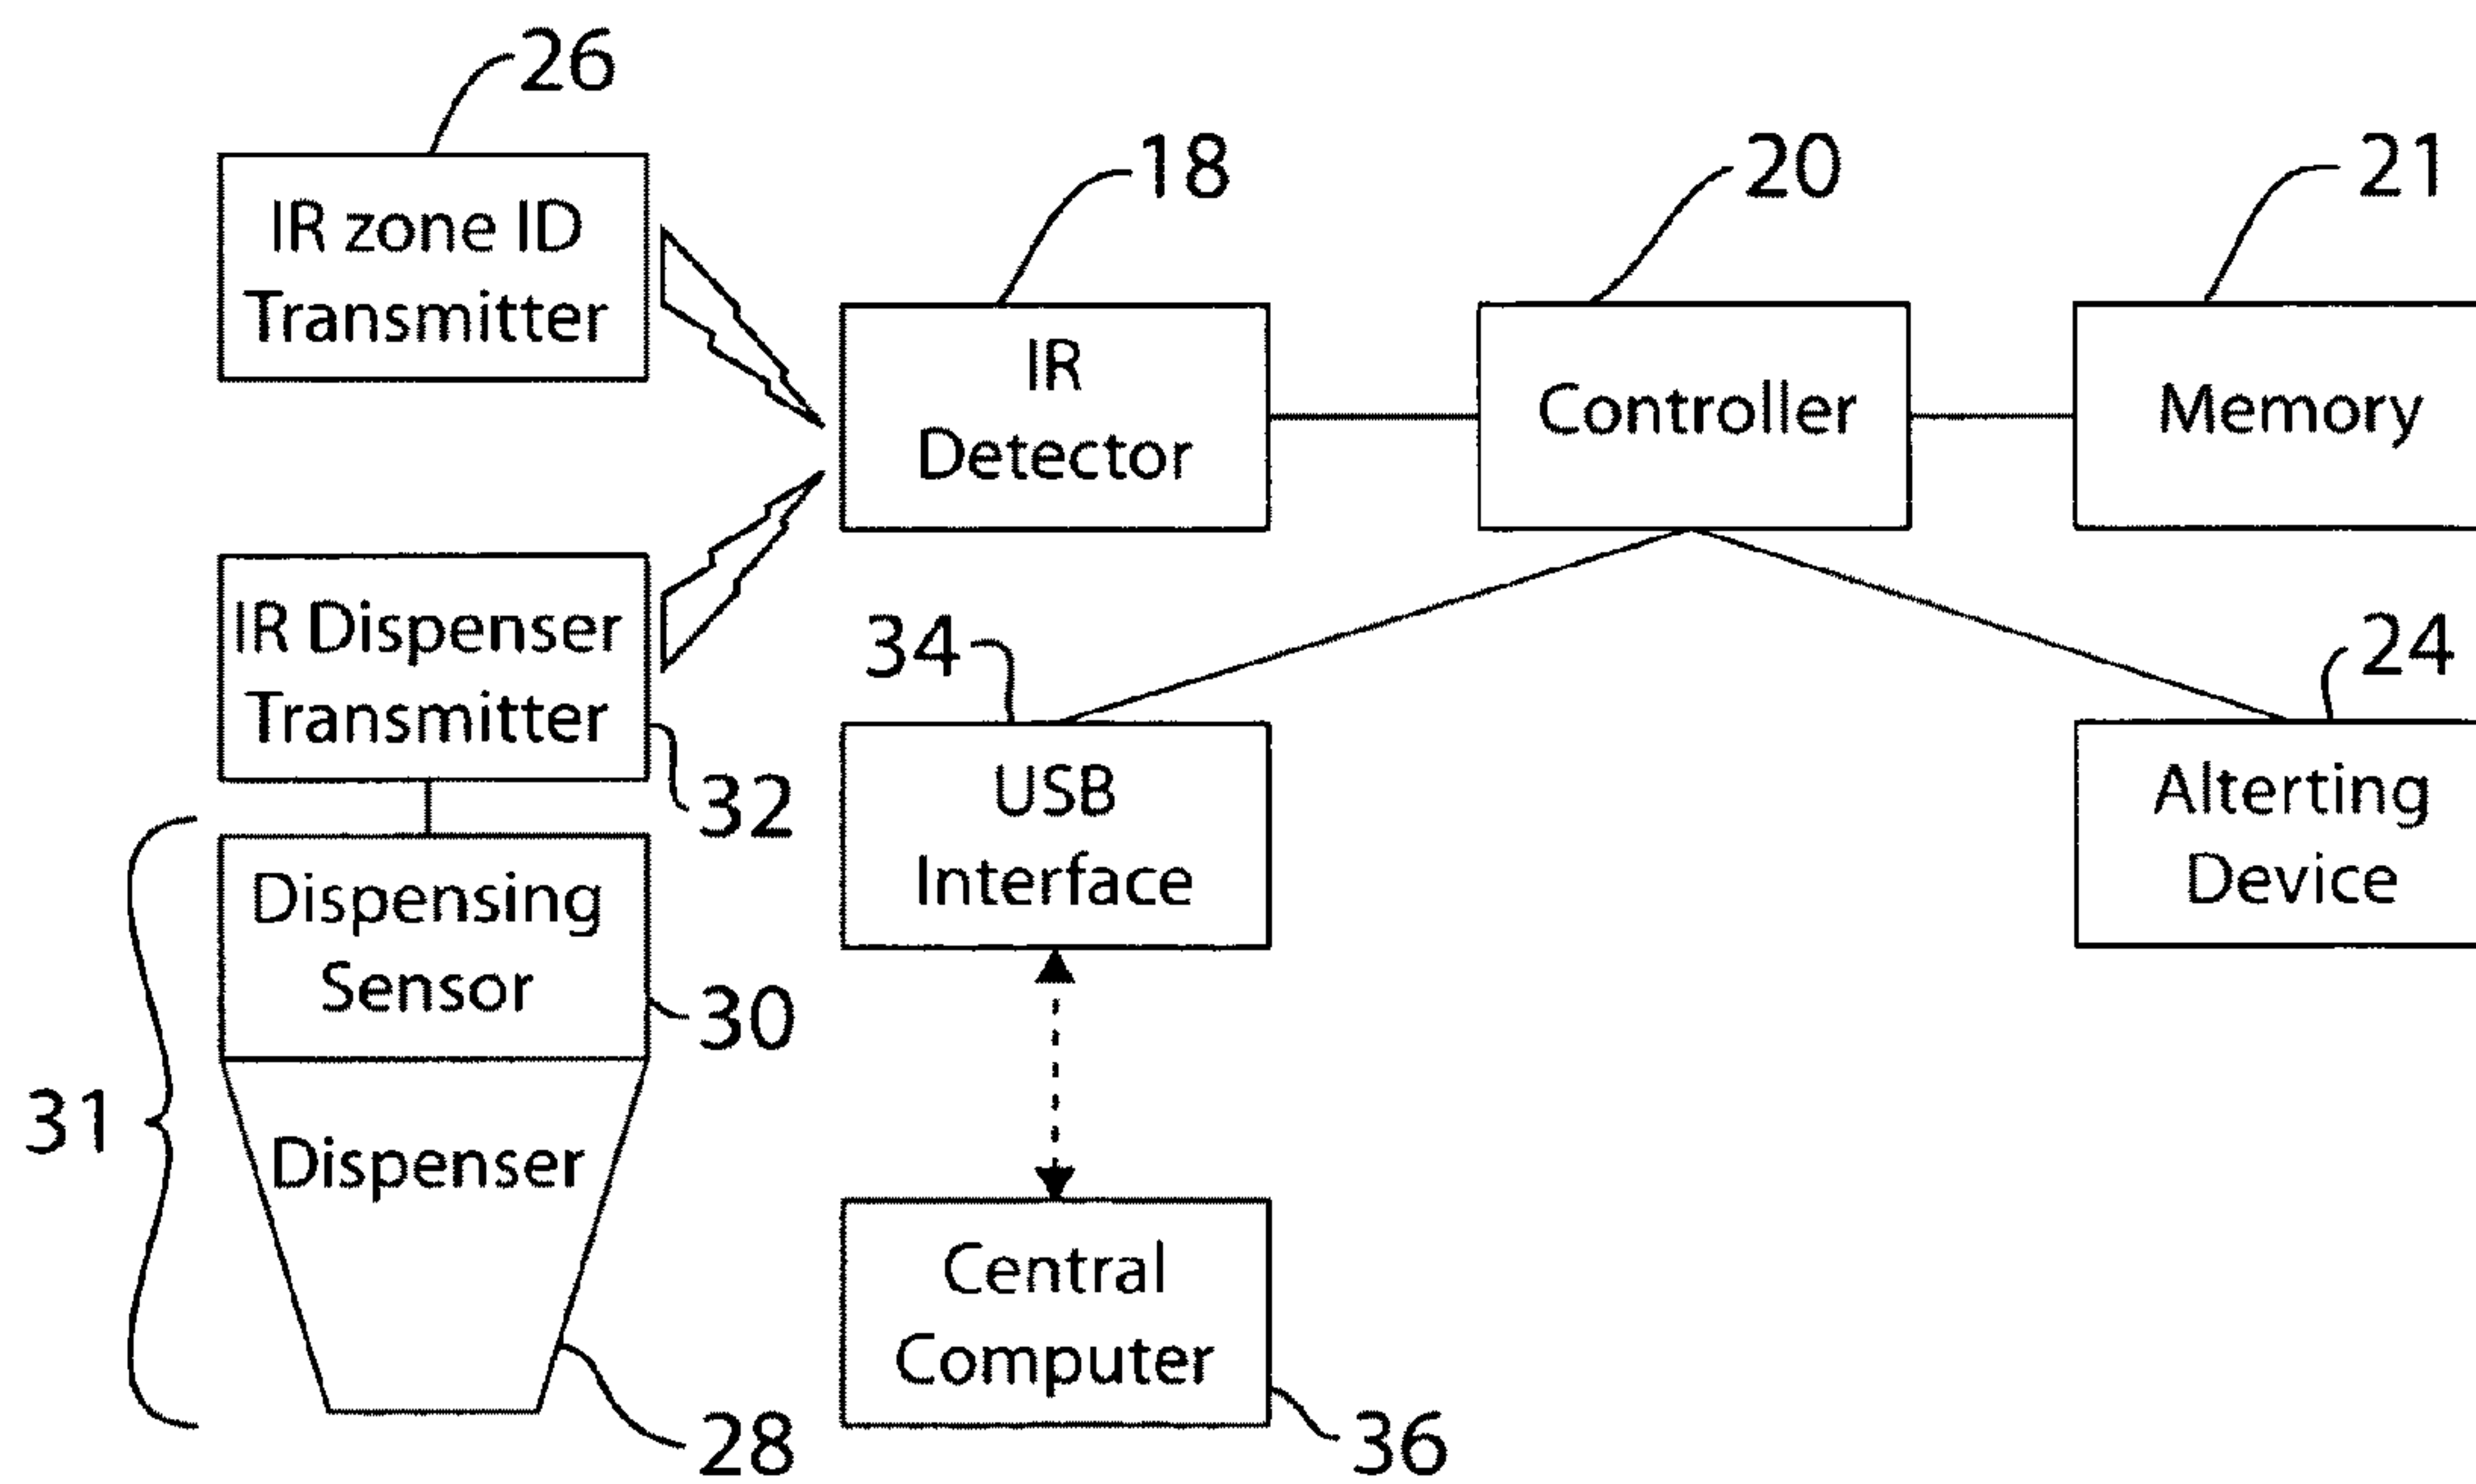 26
IR zone ID
Transmitter
18
IR
Detector
20
Controller
21
Memory
IR Dispenser
Transmitter
32
34
USB
Interface
24
Alterting
Device
31
Dispensing
Sensor
30
Dispenser
28
Central
Computer
36